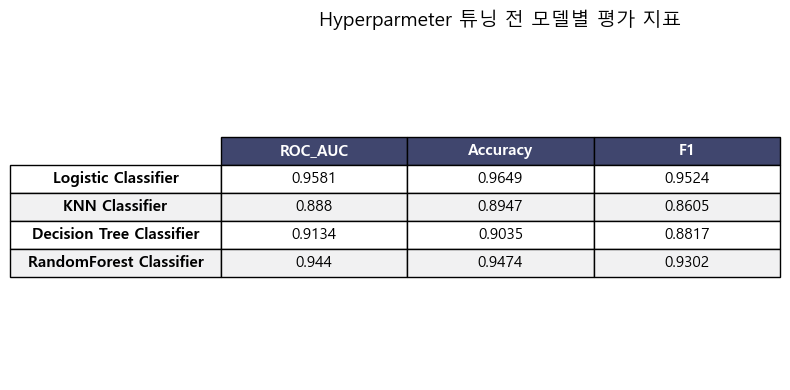 Hyperparmeter 튜닝 전 모델별 평가 지표
ROC_AUC Accuracy F1
Logistic Classifier 0.9581 0.9649 0.9524
KNN Classifier 0.888 0.8947 0.8605
Decision Tree Classifier 0.9134 0.9035 0.8817
RandomForest Classifier 0.944 0.9474 0.9302